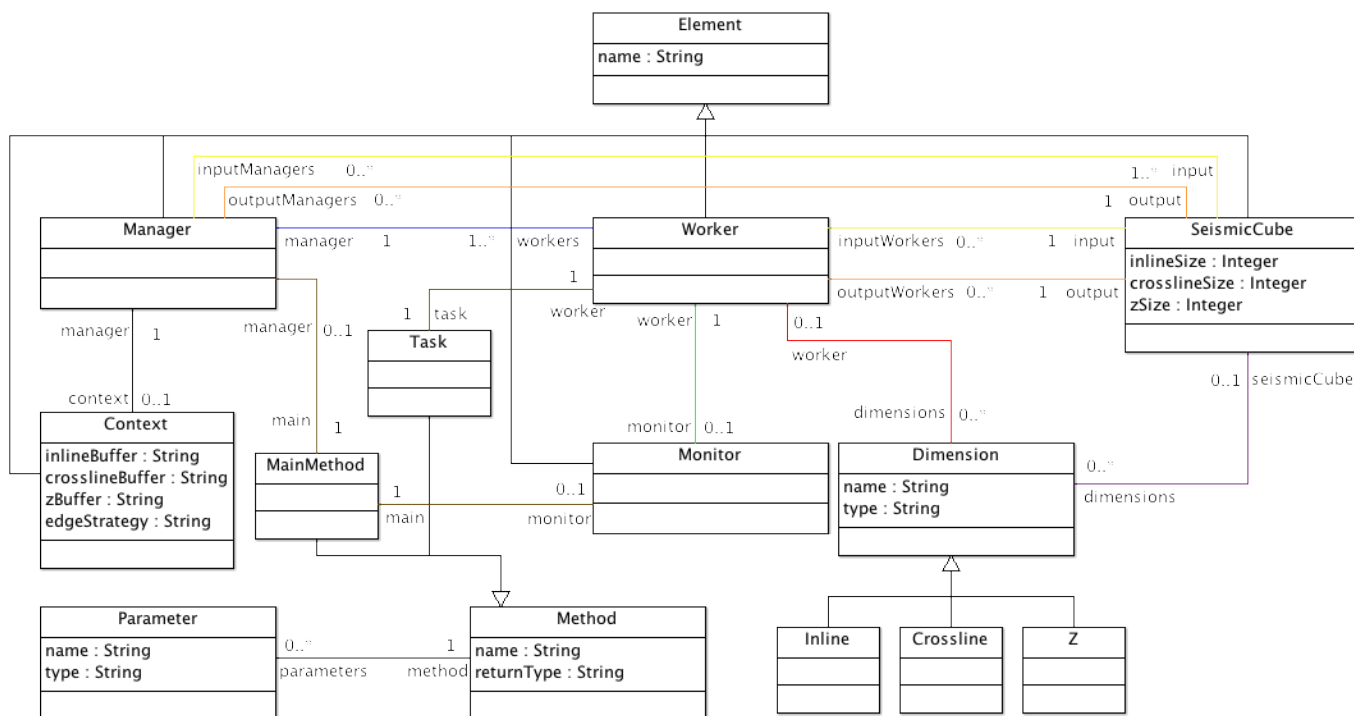 Element
name : String
inputManagers 0..* 1..* input
outputManagers 0..* 1 output
Manager
manager 1 1..* workers
Worker
inputWorkers 0..* 1 input
outputWorkers 0..* 1 output
SeismicCube
inlineSize : Integer
crosslineSize : Integer
zSize : Integer
manager 1
manager 0..1
1 task
1 worker
Task
worker 1
0..1 worker
0..1 seismicCube
context 0..1
Context
inlineBuffer : String
crosslineBuffer : String
zBuffer : String
edgeStrategy : String
main 1
MainMethod
1 main
0..1 monitor
monitor 0..1
Monitor
dimensions 0..*
Dimension
name : String
type : String
0..* dimensions
Parameter
name : String
type : String
0..* parameters
1 method
Method
name : String
returnType : String
Inline
Crossline
Z